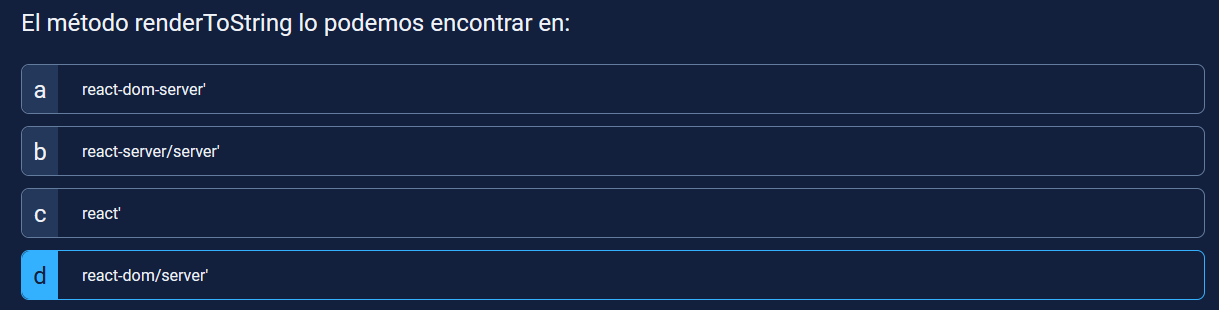 El método renderToString lo podemos encontrar en:
a react-dom-server'
b react-server/server'
c react'
d react-dom/server'